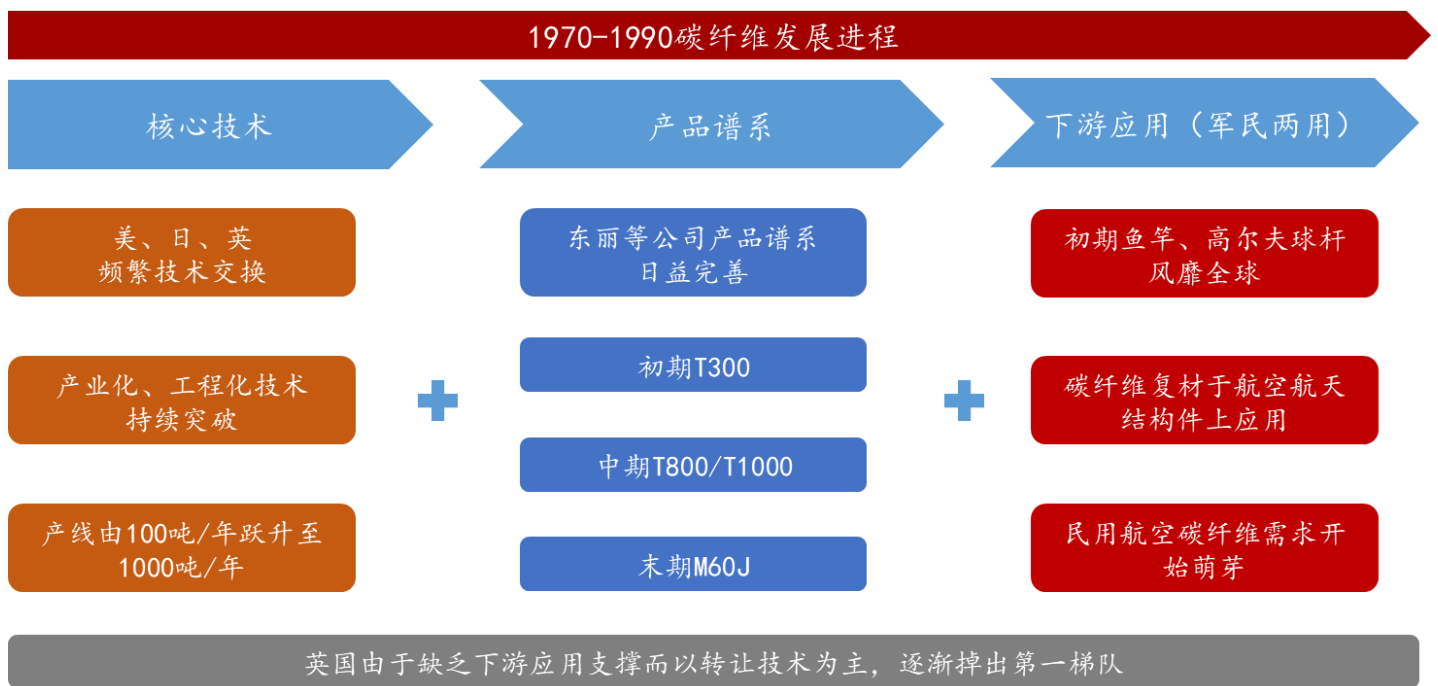 1970-1990碳纤维发展进程
核心技术
产品谱系
下游应用（军民两用）
美、日、英
频繁技术交换
产业化、工程化技术
持续突破
产线由100吨/年跃升至
1000吨/年
东丽等公司产品谱系
日益完善
初期T300
中期T800/T1000
末期M60J
初期鱼竿、高尔夫球杆
风靡全球
碳纤维复材于航空航天
结构件上应用
民用航空碳纤维需求开
始萌芽
英国由于缺乏下游应用支撑而以转让技术为主，逐渐掉出第一梯队